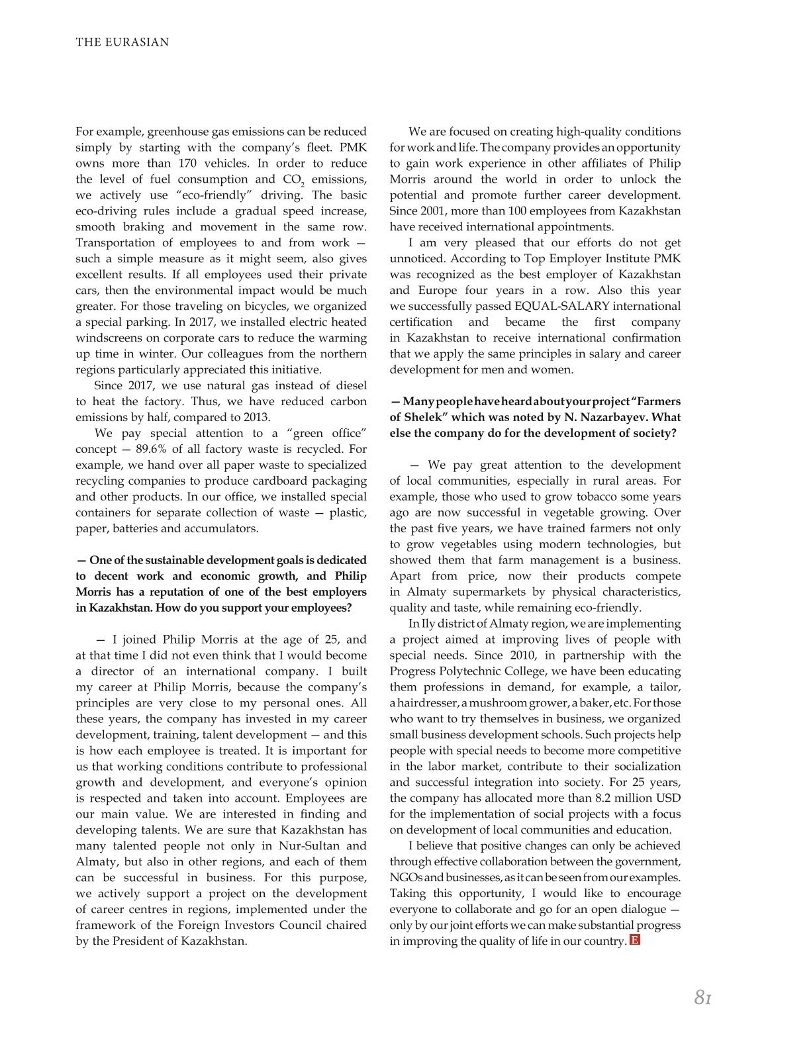 THE EURASIAN
For example, greenhouse gas emissions can be reduced
simply by starting with the company's fleet. PMK
owns more than 170 vehicles. In order to reduce
the level of fuel consumption and CO₂ emissions,
we actively use “eco-friendly” driving. The basic
eco-driving rules include a gradual speed increase,
smooth braking and movement in the same row.
Transportation of employees to and from work —
such a simple measure as it might seem, also gives
excellent results. If all employees used their private
cars, then the environmental impact would be much
greater. For those traveling on bicycles, we organized
a special parking. In 2017, we installed electric heated
windscreens on corporate cars to reduce the warming
up time in winter. Our colleagues from the northern
regions particularly appreciated this initiative.
Since 2017, we use natural gas instead of diesel
to heat the factory. Thus, we have reduced carbon
emissions by half, compared to 2013.
We pay special attention to a “green office”
concept — 89.6% of all factory waste is recycled. For
example, we hand over all paper waste to specialized
recycling companies to produce cardboard packaging
and other products. In our office, we installed special
containers for separate collection of waste — plastic,
paper, batteries and accumulators.
— One of the sustainable development goals is dedicated
to decent work and economic growth, and Philip
Morris has a reputation of one of the best employers
in Kazakhstan. How do you support your employees?
— I joined Philip Morris at the age of 25, and
at that time I did not even think that I would become
a director of an international company. I built
my career at Philip Morris, because the company's
principles are very close to my personal ones. All
these years, the company has invested in my career
development, training, talent development — and this
is how each employee is treated. It is important for
us that working conditions contribute to professional
growth and development, and everyone's opinion
is respected and taken into account. Employees are
our main value. We are interested in finding and
developing talents. We are sure that Kazakhstan has
many talented people not only in Nur-Sultan and
Almaty, but also in other regions, and each of them
can be successful in business. For this purpose,
we actively support a project on the development
of career centres in regions, implemented under the
framework of the Foreign Investors Council chaired
by the President of Kazakhstan.
We are focused on creating high-quality conditions
for work and life. The company provides an opportunity
to gain work experience in other affiliates of Philip
Morris around the world in order to unlock the
potential and promote further career development.
Since 2001, more than 100 employees from Kazakhstan
have received international appointments.
I am very pleased that our efforts do not get
unnoticed. According to Top Employer Institute PMK
was recognized as the best employer of Kazakhstan
and Europe four years in a row. Also this year
we successfully passed EQUAL-SALARY international
certification and became the first company
in Kazakhstan to receive international confirmation
that we apply the same principles in salary and career
development for men and women.
— Many people have heard about your project “Farmers
of Shelek” which was noted by N. Nazarbayev. What
else the company do for the development of society?
— We pay great attention to the development
of local communities, especially in rural areas. For
example, those who used to grow tobacco some years
ago are now successful in vegetable growing. Over
the past five years, we have trained farmers not only
to grow vegetables using modern technologies, but
showed them that farm management is a business.
Apart from price, now their products compete
in Almaty supermarkets by physical characteristics,
quality and taste, while remaining eco-friendly.
In Ily district of Almaty region, we are implementing
a project aimed at improving lives of people with
special needs. Since 2010, in partnership with the
Progress Polytechnic College, we have been educating
them professions in demand, for example, a tailor,
a hairdresser, a mushroom grower, a baker, etc. For those
who want to try themselves in business, we organized
small business development schools. Such projects help
people with special needs to become more competitive
in the labor market, contribute to their socialization
and successful integration into society. For 25 years,
the company has allocated more than 8.2 million USD
for the implementation of social projects with a focus
on development of local communities and education.
I believe that positive changes can only be achieved
through effective collaboration between the government,
NGOs and businesses, as it can be seen from our examples.
Taking this opportunity, I would like to encourage
everyone to collaborate and go for an open dialogue —
only by our joint efforts we can make substantial progress
in improving the quality of life in our country. E
81